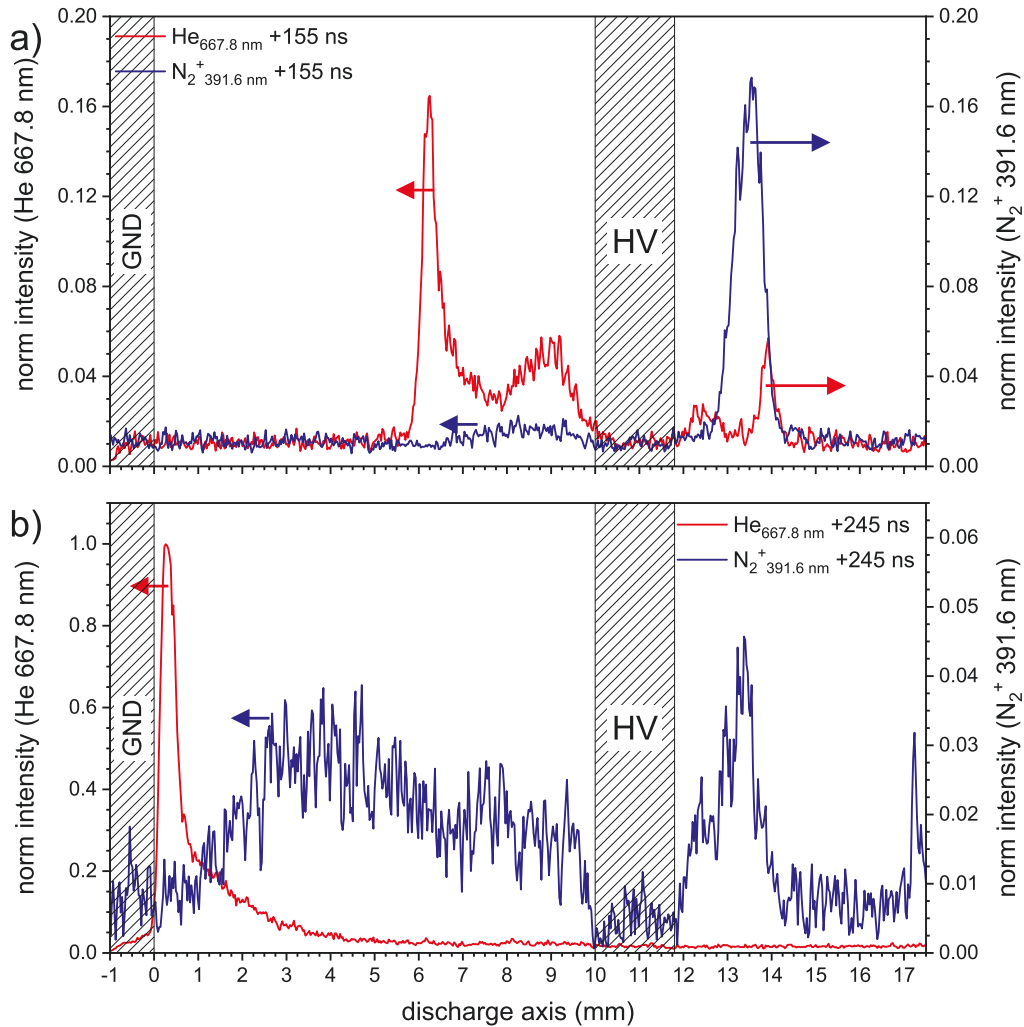 a)
He667.8 nm +155 ns
N2+391.6 nm +155 ns
norm intensity (He 667.8 nm)
norm intensity (N2+ 391.6 nm)
0.20
0.16
0.12
0.08
0.04
0.00
0.20
0.16
0.12
0.08
0.04
0.00
GND
HV
b)
He667.8 nm +245 ns
N2+391.6 nm +245 ns
norm intensity (He 667.8 nm)
norm intensity (N2+ 391.6 nm)
1.0
0.8
0.6
0.4
0.2
0.0
0.06
0.05
0.04
0.03
0.02
0.01
0.00
GND
HV
-1 0 1 2 3 4 5 6 7 8 9 10 11 12 13 14 15 16 17
discharge axis (mm)